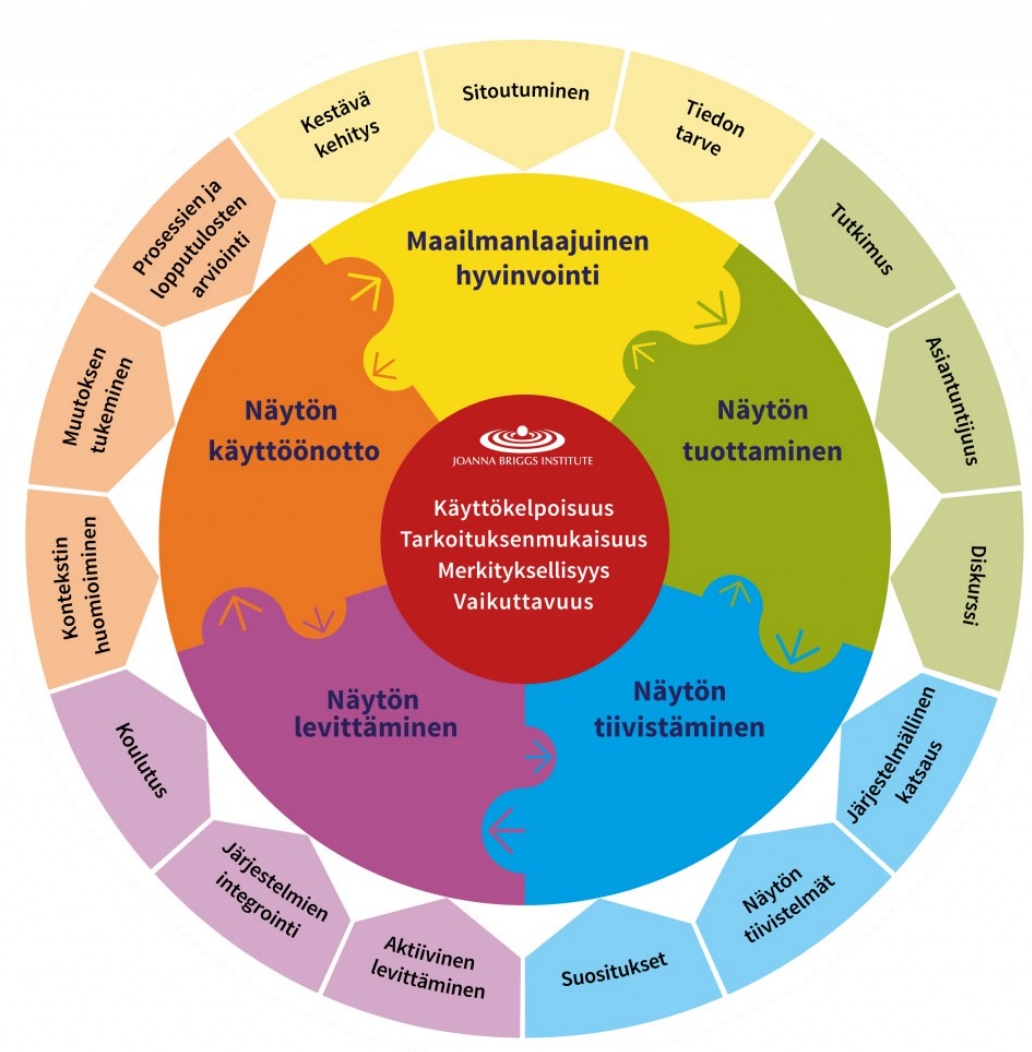 Sitoutuminen
Tiedon
tarve
Tutkimus
Asiantuntijuus
Diskurssi
Järjestelmällinen
katsaus
Näytön
tiivistelmät
Suositukset
Aktiivinen
levittäminen
Järjestelmien
integrointi
Koulutus
Kontekstin
huomioiminen
Muutoksen
tukeminen
Prosessien ja
lopputulosten
arviointi
Kestävä
kehitys
Maailmanlaajuinen
hyvinvointi
Näytön
tuottaminen
Näytön
tiivistäminen
Näytön
levittäminen
Näytön
käyttöönotto
JOANNA BRIGGS INSTITUTE
Käyttökelpoisuus
Tarkoituksenmukaisuus
Merkityksellisyys
Vaikuttavuus